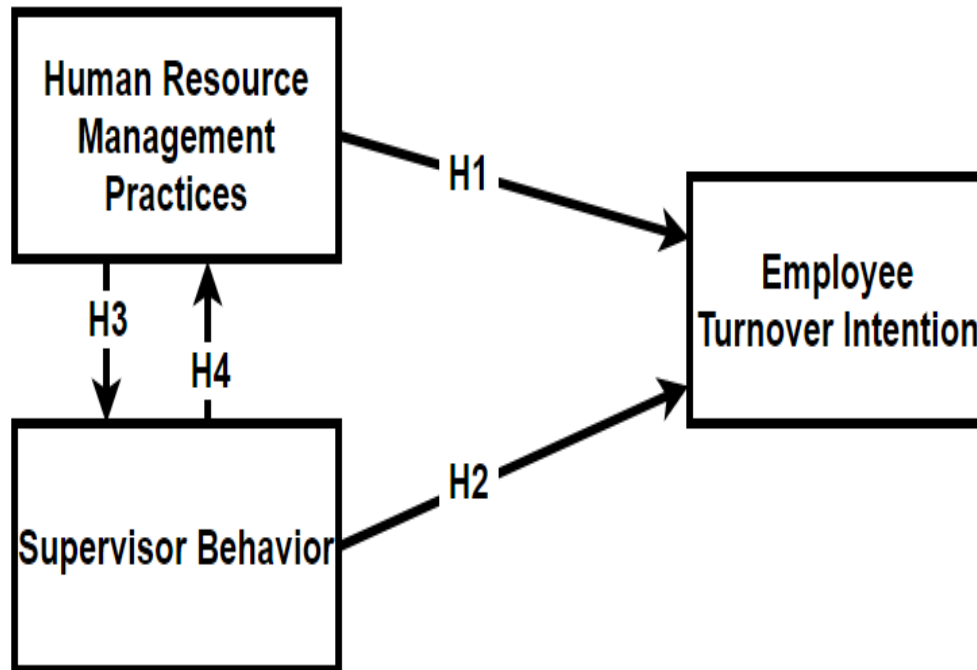 Human Resource
Management
Practices
H1
Employee
Turnover Intention
H3
H4
H2
Supervisor Behavior